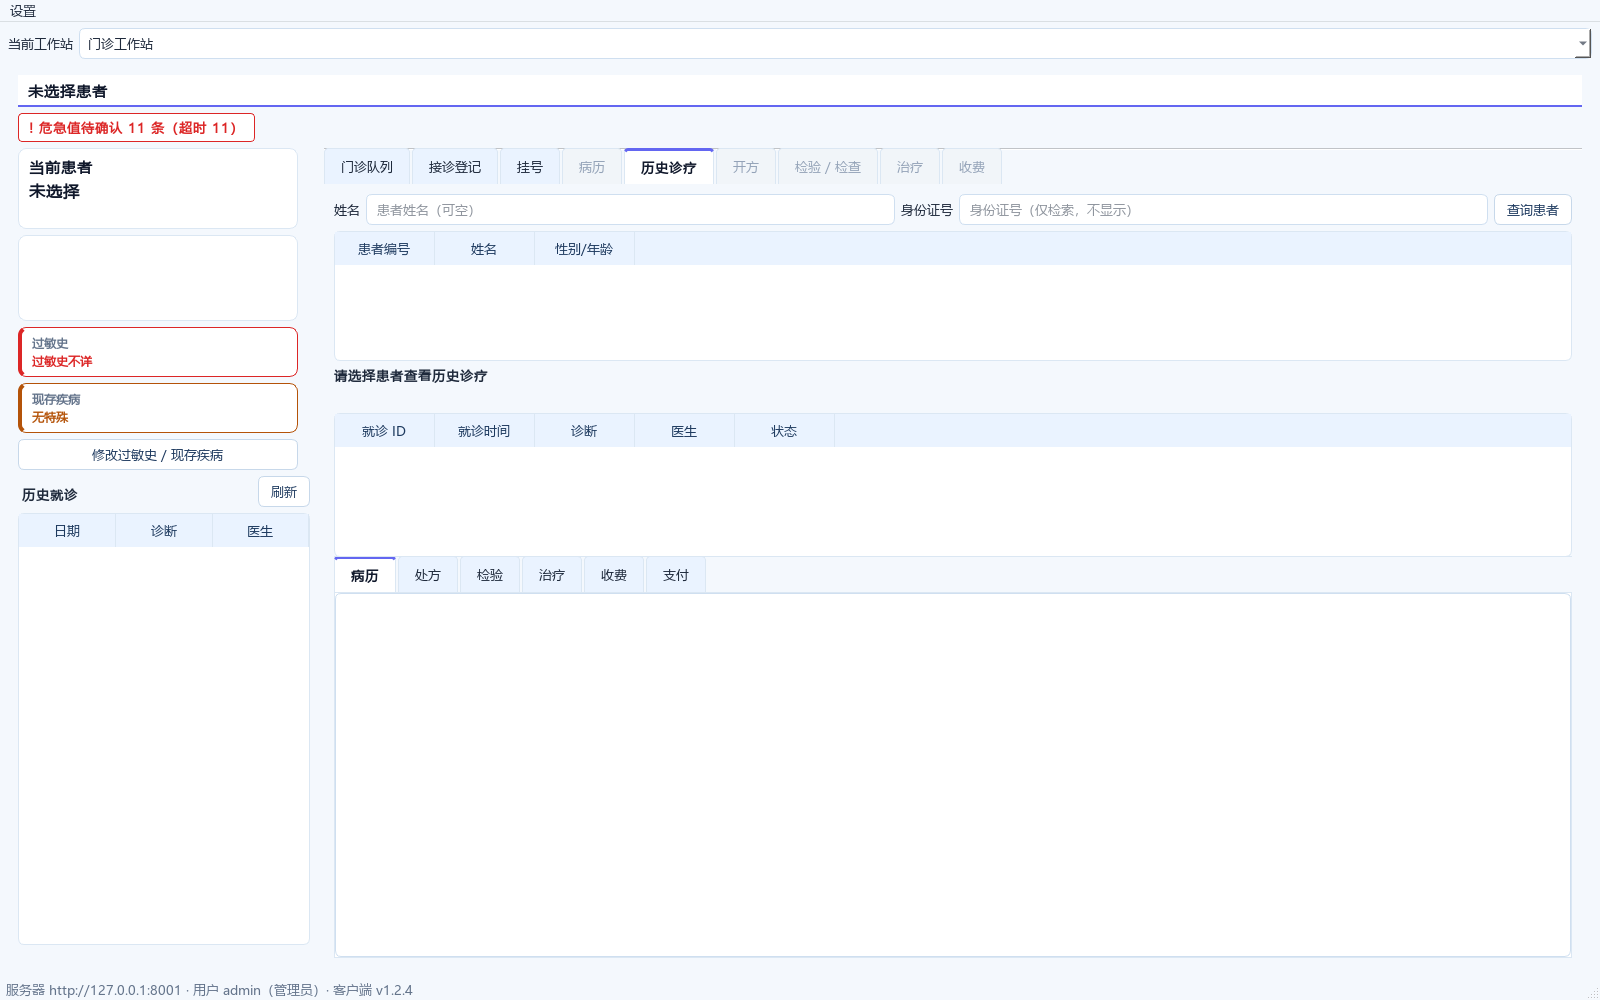 设置
当前工作站 门诊工作站
未选择患者
! 危急值待确认 11 条（超时 11）
当前患者
未选择
过敏史
过敏史不详
现存疾病
无特殊
修改过敏史 / 现存疾病
历史就诊 刷新
日期 诊断 医生
门诊队列 接诊登记 挂号 病历 历史诊疗 开方 检验 / 检查 治疗 收费
姓名 患者姓名（可空） 身份证号 身份证号（仅检索，不显示） 查询患者
患者编号 姓名 性别/年龄
请选择患者查看历史诊疗
就诊 ID 就诊时间 诊断 医生 状态
病历 处方 检验 治疗 收费 支付
服务器 http://127.0.0.1:8001 · 用户 admin（管理员）· 客户端 v1.2.4